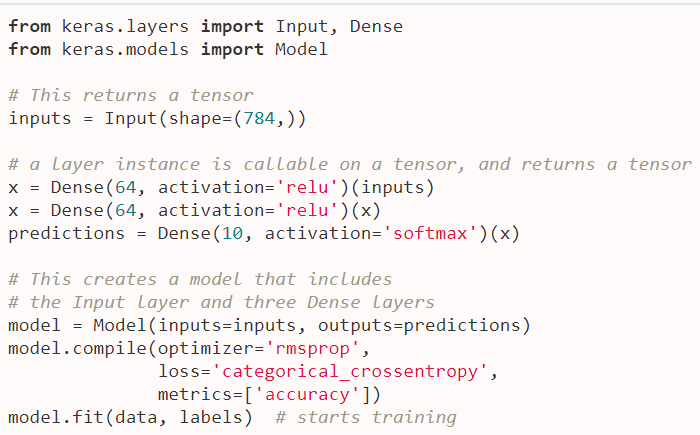 from keras.layers import Input, Dense
from keras.models import Model
# This returns a tensor
inputs = Input(shape=(784,))
# a layer instance is callable on a tensor, and returns a tensor
x = Dense(64, activation='relu')(inputs)
x = Dense(64, activation='relu')(x)
predictions = Dense(10, activation='softmax')(x)
# This creates a model that includes
# the Input layer and three Dense layers
model = Model(inputs=inputs, outputs=predictions)
model.compile(optimizer='rmsprop',
              loss='categorical_crossentropy',
              metrics=['accuracy'])
model.fit(data, labels)  # starts training